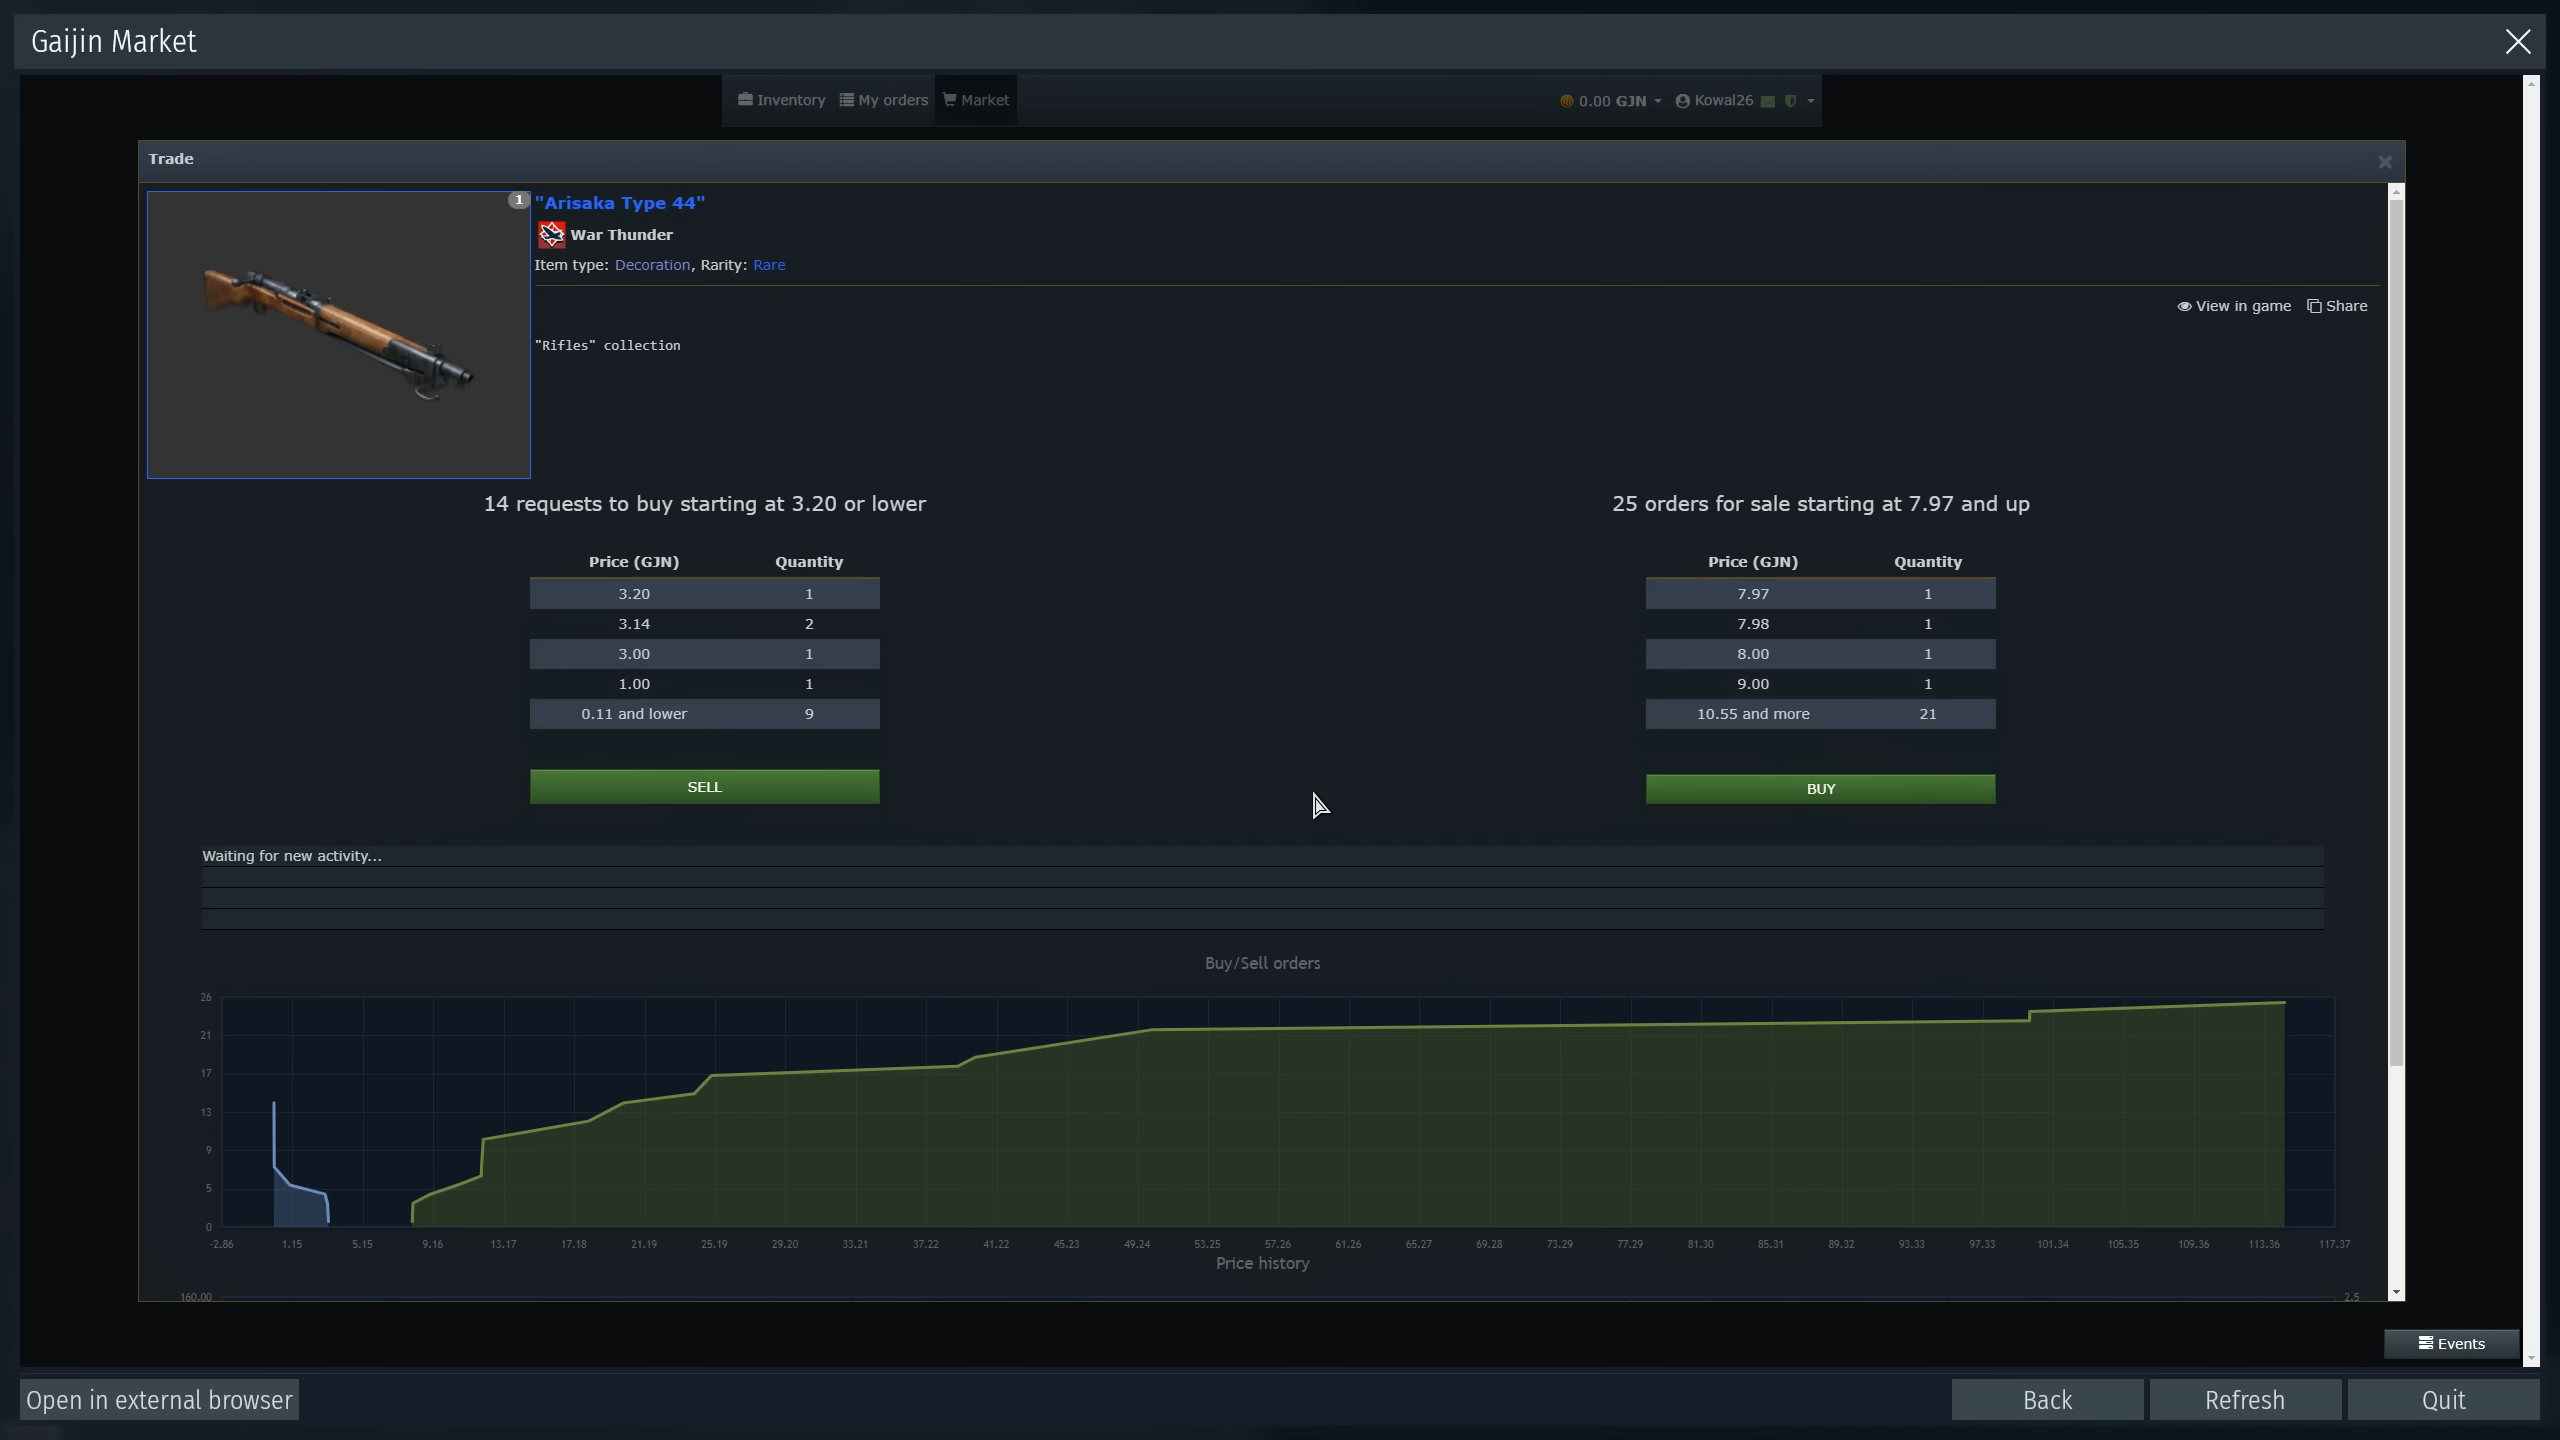 Gaijin Market
Inventory My orders Market 0.00 GJN Kowal26
Trade
1
"Arisaka Type 44"
War Thunder
Item type: Decoration, Rarity: Rare
View in game Share
"Rifles" collection
14 requests to buy starting at 3.20 or lower
25 orders for sale starting at 7.97 and up
Price (GJN) Quantity
3.20 1
3.14 2
3.00 1
1.00 1
0.11 and lower 9
SELL
Price (GJN) Quantity
7.97 1
7.98 1
8.00 1
9.00 1
10.55 and more 21
BUY
Waiting for new activity...
Buy/Sell orders
26
21
17
13
9
5
0
-2.86 1.15 5.15 9.16 13.17 17.18 21.19 25.19 29.20 33.21 37.22 41.22 45.23 49.24 53.25 57.26 61.26 65.27 69.28 73.29 77.29 81.30 85.31 89.32 93.33 97.33 101.34 105.35 109.36 113.36 117.37
Price history
160.00 2.5
Events
Open in external browser Back Refresh Quit